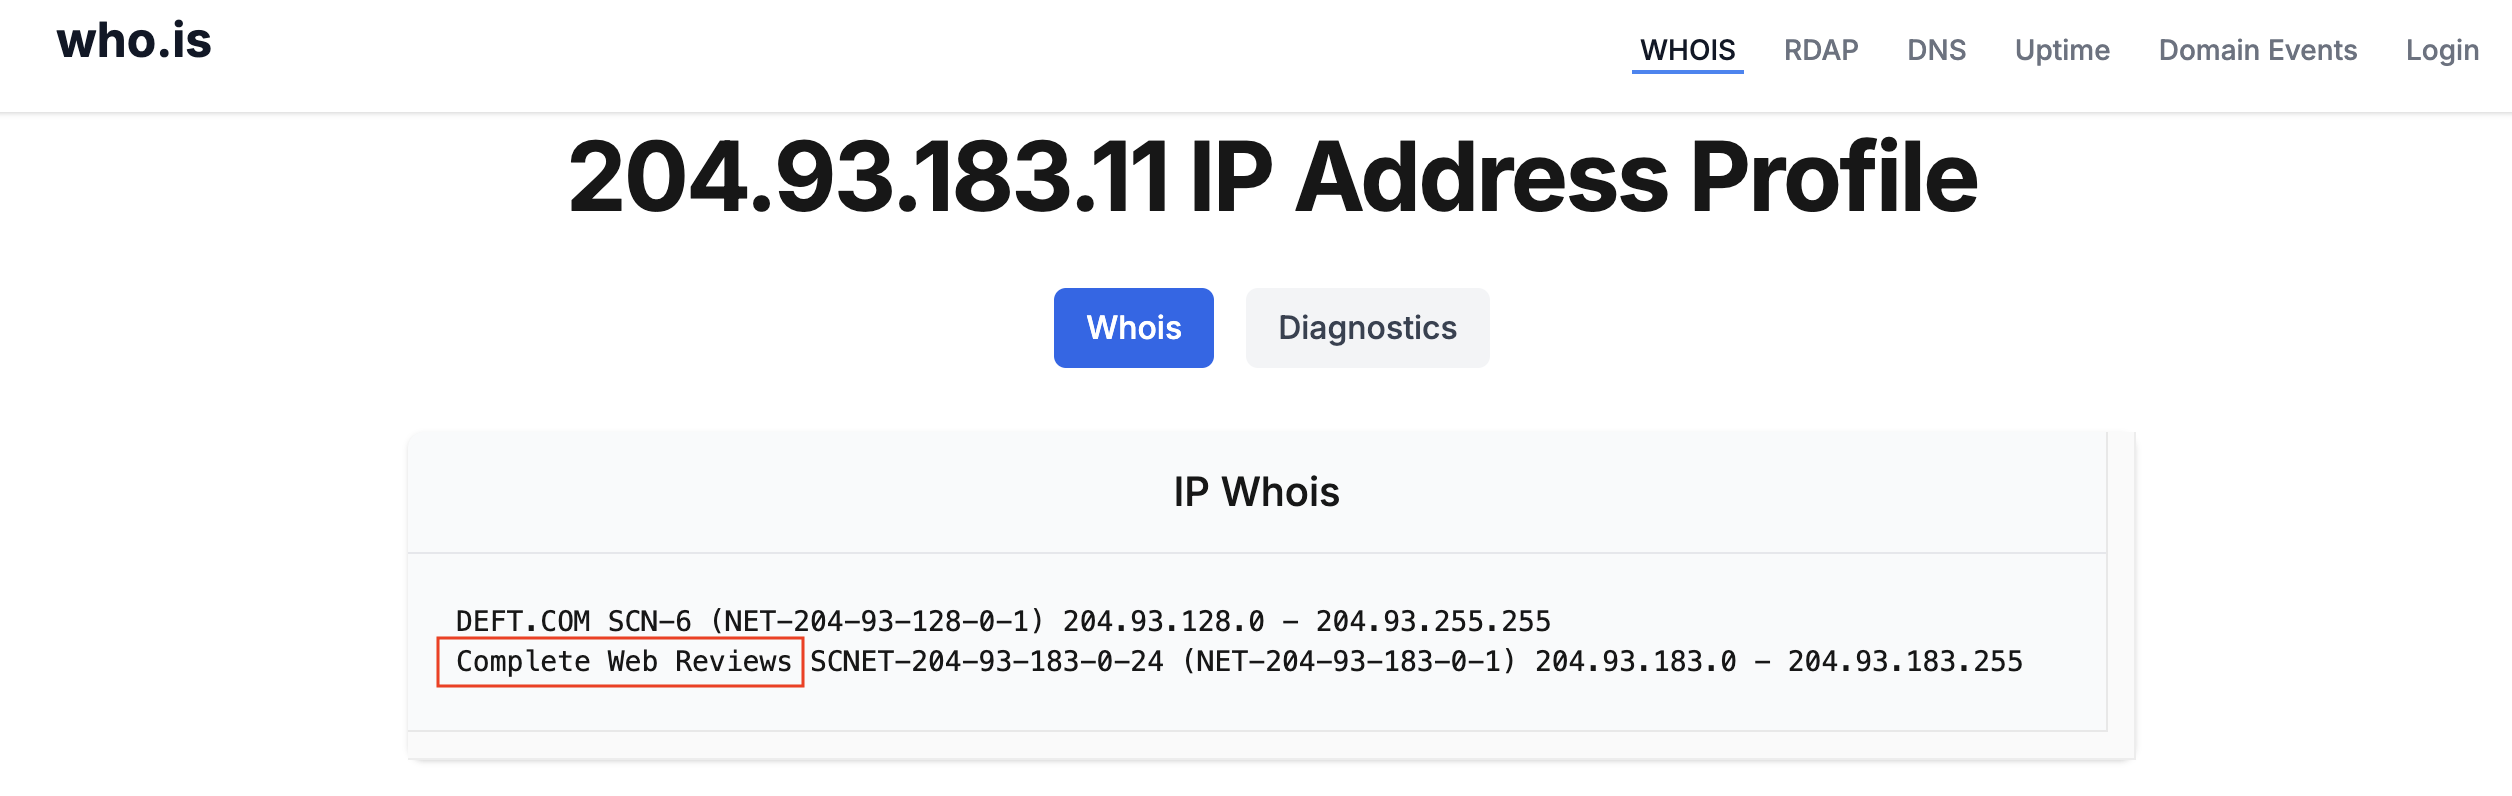 who.is
WHOIS RDAP DNS Uptime Domain Events Login
204.93.183.11 IP Address Profile
Whois Diagnostics
IP Whois
DEFT.COM SCN-6 (NET-204-93-128-0-1) 204.93.128.0 - 204.93.255.255
Complete Web Reviews SCNET-204-93-183-0-24 (NET-204-93-183-0-1) 204.93.183.0 - 204.93.183.255